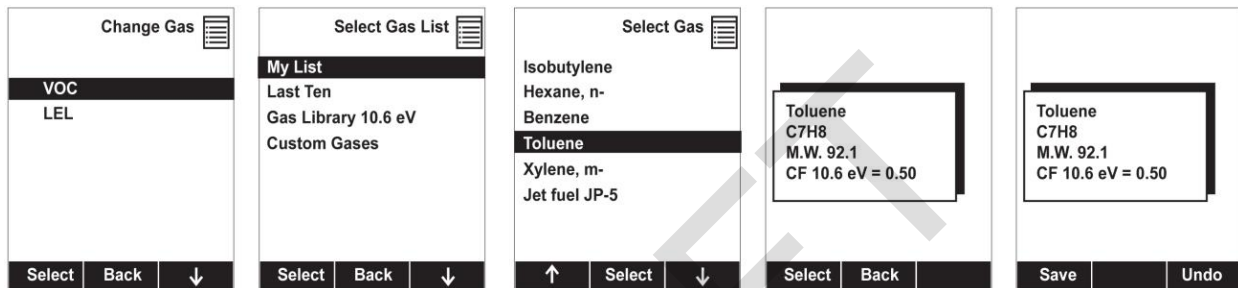 Change Gas
VOC
LEL
Select Back ↓
Select Gas List
My List
Last Ten
Gas Library 10.6 eV
Custom Gases
Select Back ↓
Select Gas
Isobutylene
Hexane, n-
Benzene
Toluene
Xylene, m-
Jet fuel JP-5
↑ Select ↓
Toluene
C7H8
M.W. 92.1
CF 10.6 eV = 0.50
Select Back
Toluene
C7H8
M.W. 92.1
CF 10.6 eV = 0.50
Save Undo